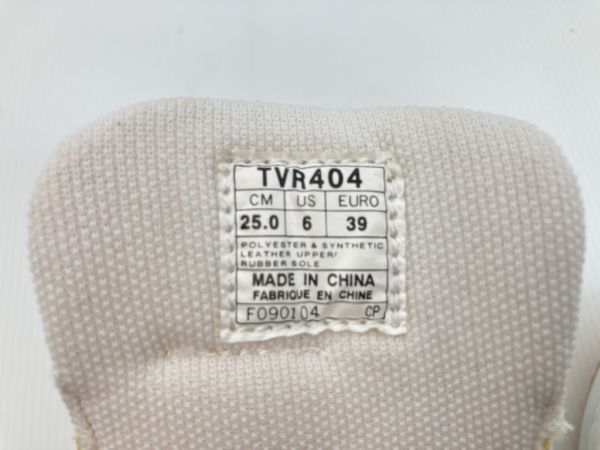 TVR404
CM US EURO
25.0 6 39
POLYESTER & SYNTHETIC
LEATHER UPPER/
RUBBER SOLE
MADE IN CHINA
FABRIQUE EN CHINE
F090104 CP